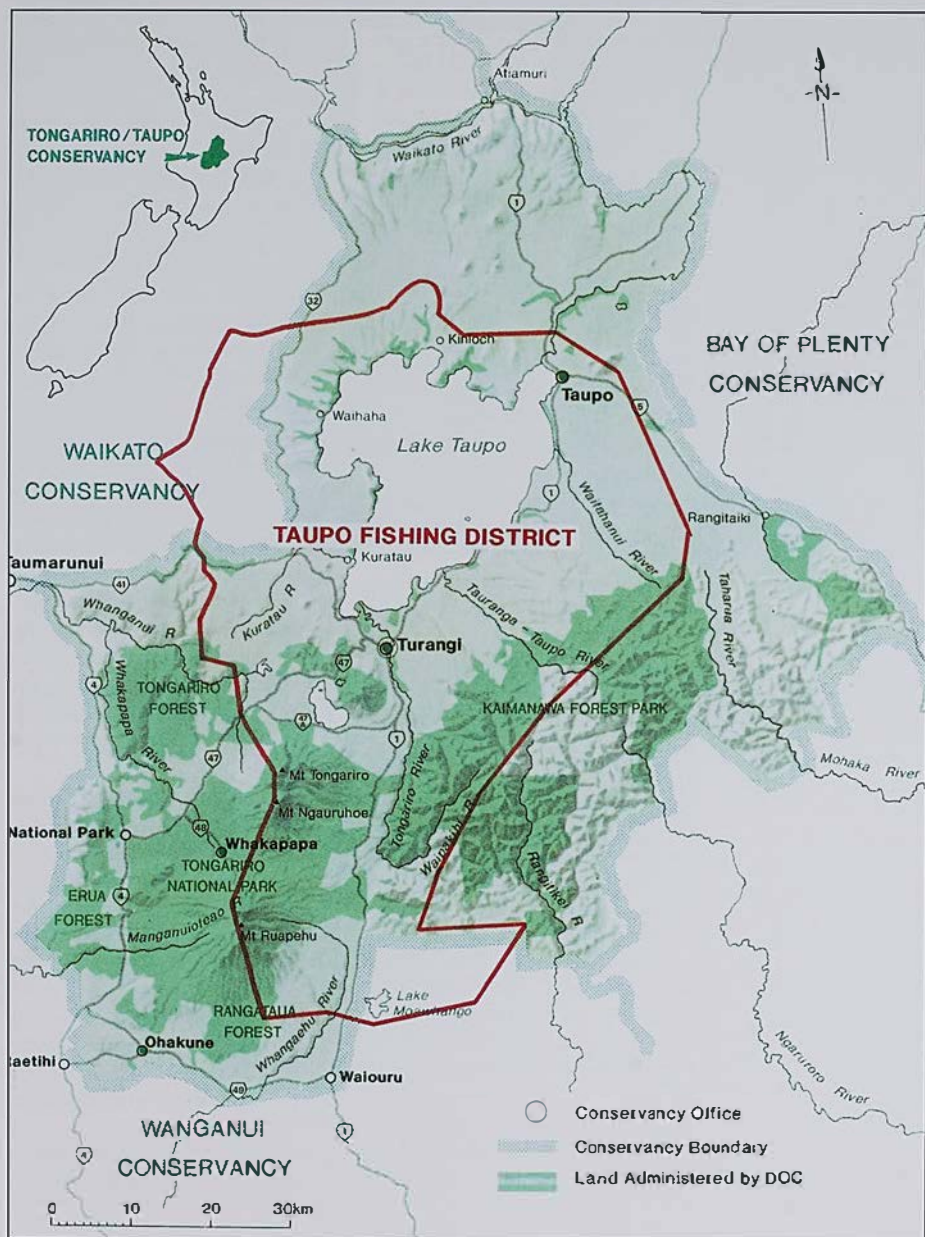 Atiamuri
-N-
TONGARIRO/TAUPO
CONSERVANCY
Waikato River
1
32
Kinloch
BAY OF PLENTY
CONSERVANCY
Taupo
5
Waihaha
Lake Taupo
WAIKATO
CONSERVANCY
1
Rangitaiki
Waitahanui River
TAUPO FISHING DISTRICT
Kuratau
Taumarunui
41
Whanganui R
Kuratau R
Tauranga - Taupo River
Taharua River
Turangi
47
4
Whakapapa River
TONGARIRO
FOREST
KAIMANAWA FOREST PARK
47
1
47
Mt Tongariro
Mohaka River
Mt Ngauruhoe
Tongariro River
National Park
48
Whakapapa
Waipakihi R
TONGARIRO
NATIONAL PARK
Rangitikei R
ERUA
FOREST
4
Manganuioteao
Mt Ruapehu
Lake
Moawhango
RANGATAUA
FOREST
Whangaehu River
Ngaruroro River
Ohakune
Raetihi
49
Waiouru
Conservancy Office
WANGANUI
CONSERVANCY
1
Conservancy Boundary
4
Land Administered by DOC
0 10 20 30km